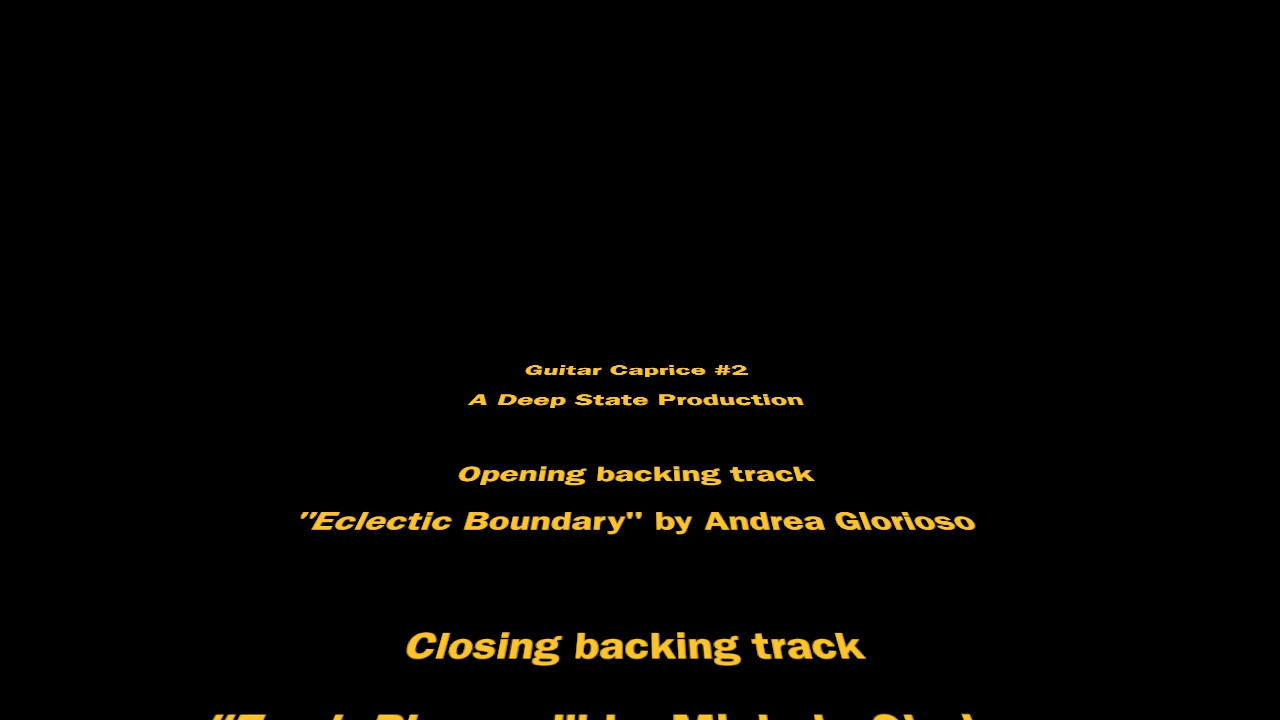 Guitar Caprice #2
A Deep State Production
Opening backing track
"Eclectic Boundary" by Andrea Glorioso
Closing backing track